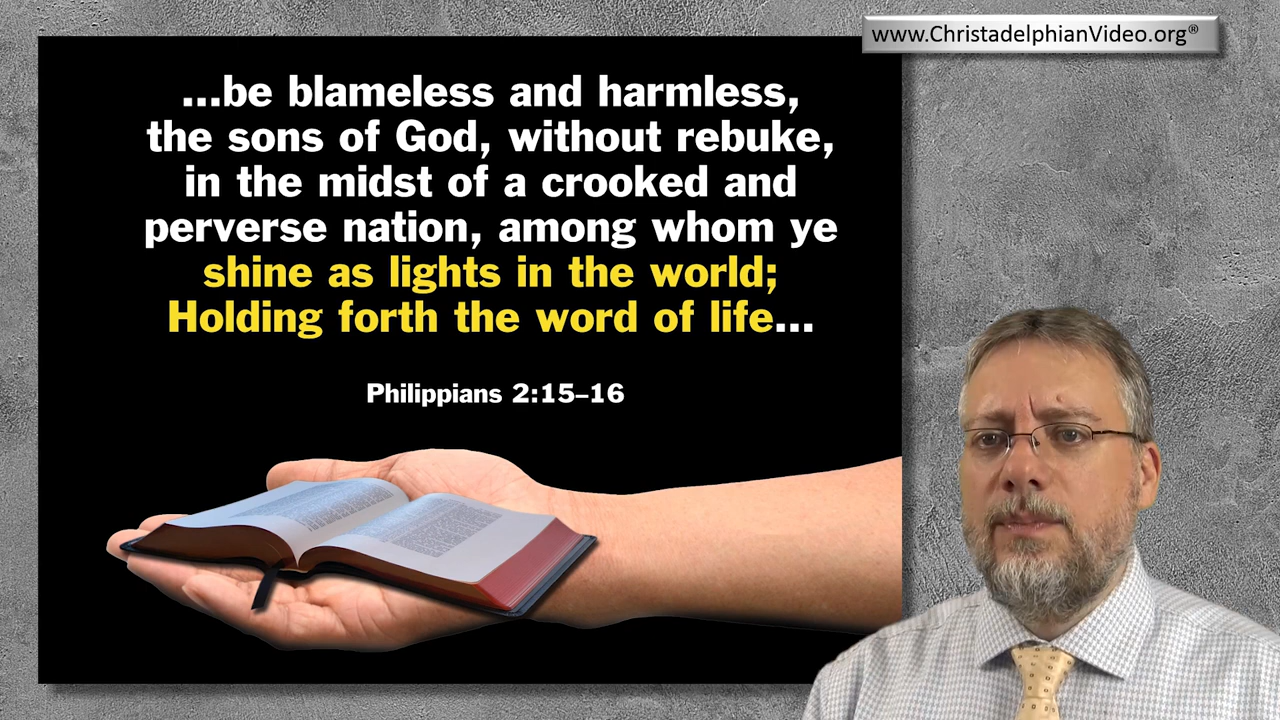 www.ChristadelphianVideo.org®
...be blameless and harmless,
the sons of God, without rebuke,
in the midst of a crooked and
perverse nation, among whom ye
shine as lights in the world;
Holding forth the word of life...
Philippians 2:15–16